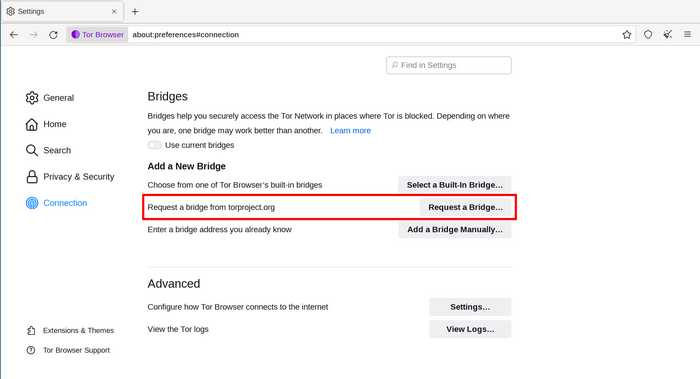 Settings
Tor Browser
about:preferences#connection
Find in Settings
General
Home
Search
Privacy & Security
Connection
Extensions & Themes
Tor Browser Support
Bridges
Bridges help you securely access the Tor Network in places where Tor is blocked. Depending on where
you are, one bridge may work better than another. Learn more
Use current bridges
Add a New Bridge
Choose from one of Tor Browser's built-in bridges
Select a Built-In Bridge…
Request a bridge from torproject.org
Request a Bridge…
Enter a bridge address you already know
Add a Bridge Manually…
Advanced
Configure how Tor Browser connects to the internet
Settings…
View the Tor logs
View Logs…